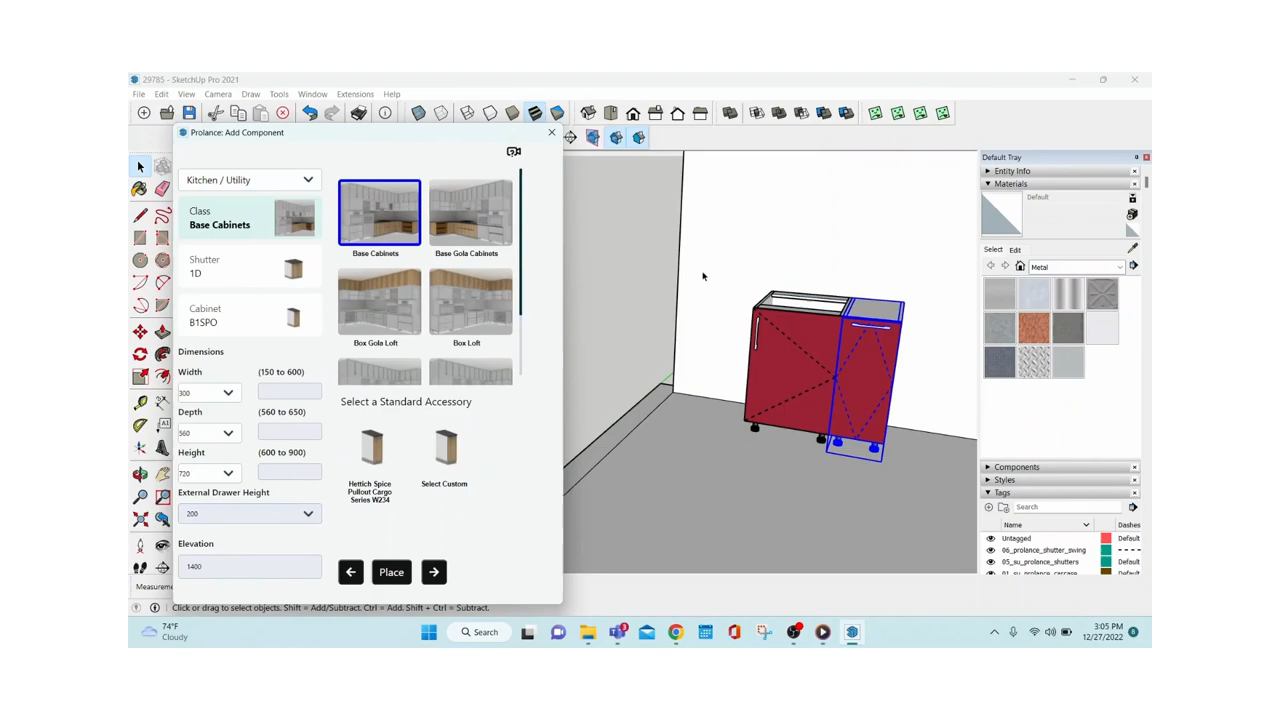 29785 - SketchUp Pro 2021
File Edit View Camera Draw Tools Window Extensions Help
Prolance: Add Component
Kitchen / Utility
Class
Base Cabinets
Shutter
1D
Cabinet
B1SPO
Dimensions
Width (150 to 600)
300
Depth (560 to 650)
560
Height (600 to 900)
720
External Drawer Height
200
Elevation
1400
Base Cabinets Base Gola Cabinets
Box Gola Loft Box Loft
Select a Standard Accessory
Hettich Spice
Pullout Cargo
Series W234
Select Custom
Place
Default Tray
Entity Info
Materials
Default
Select Edit
Metal
Components
Styles
Tags
Search
Name Dashes
Untagged Default
06_prolance_shutter_swing
05_su_prolance_shutters Default
01_su_prolance_carcase Default
Measureme
Click or drag to select objects. Shift = Add/Subtract. Ctrl = Add. Shift + Ctrl = Subtract.
74°F
Cloudy
Search
3:05 PM
12/27/2022